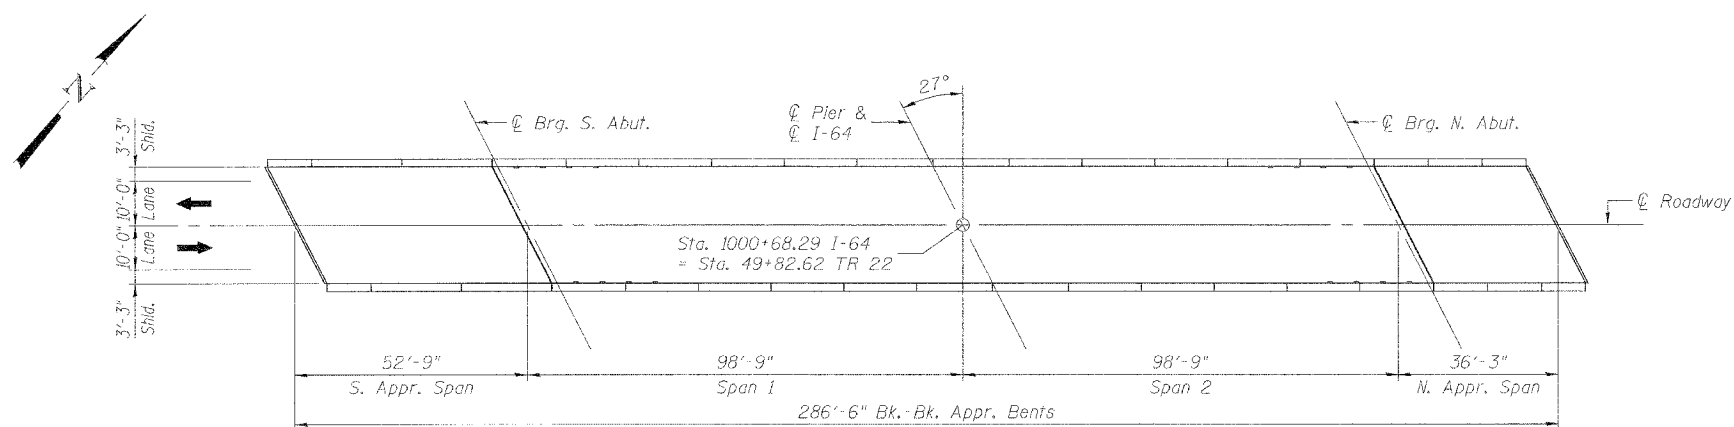 N
27°
℄ Pier &
℄ I-64
℄ Brg. S. Abut.
℄ Brg. N. Abut.
3'-3"
Shld.
10'-0"
Lane
10'-0"
Lane
3'-3"
Shld.
℄ Roadway
Sta. 1000+68.29 I-64
= Sta. 49+82.62 TR 22
52'-9"
98'-9"
98'-9"
36'-3"
S. Appr. Span
Span 1
Span 2
N. Appr. Span
286'-6" Bk.-Bk. Appr. Bents